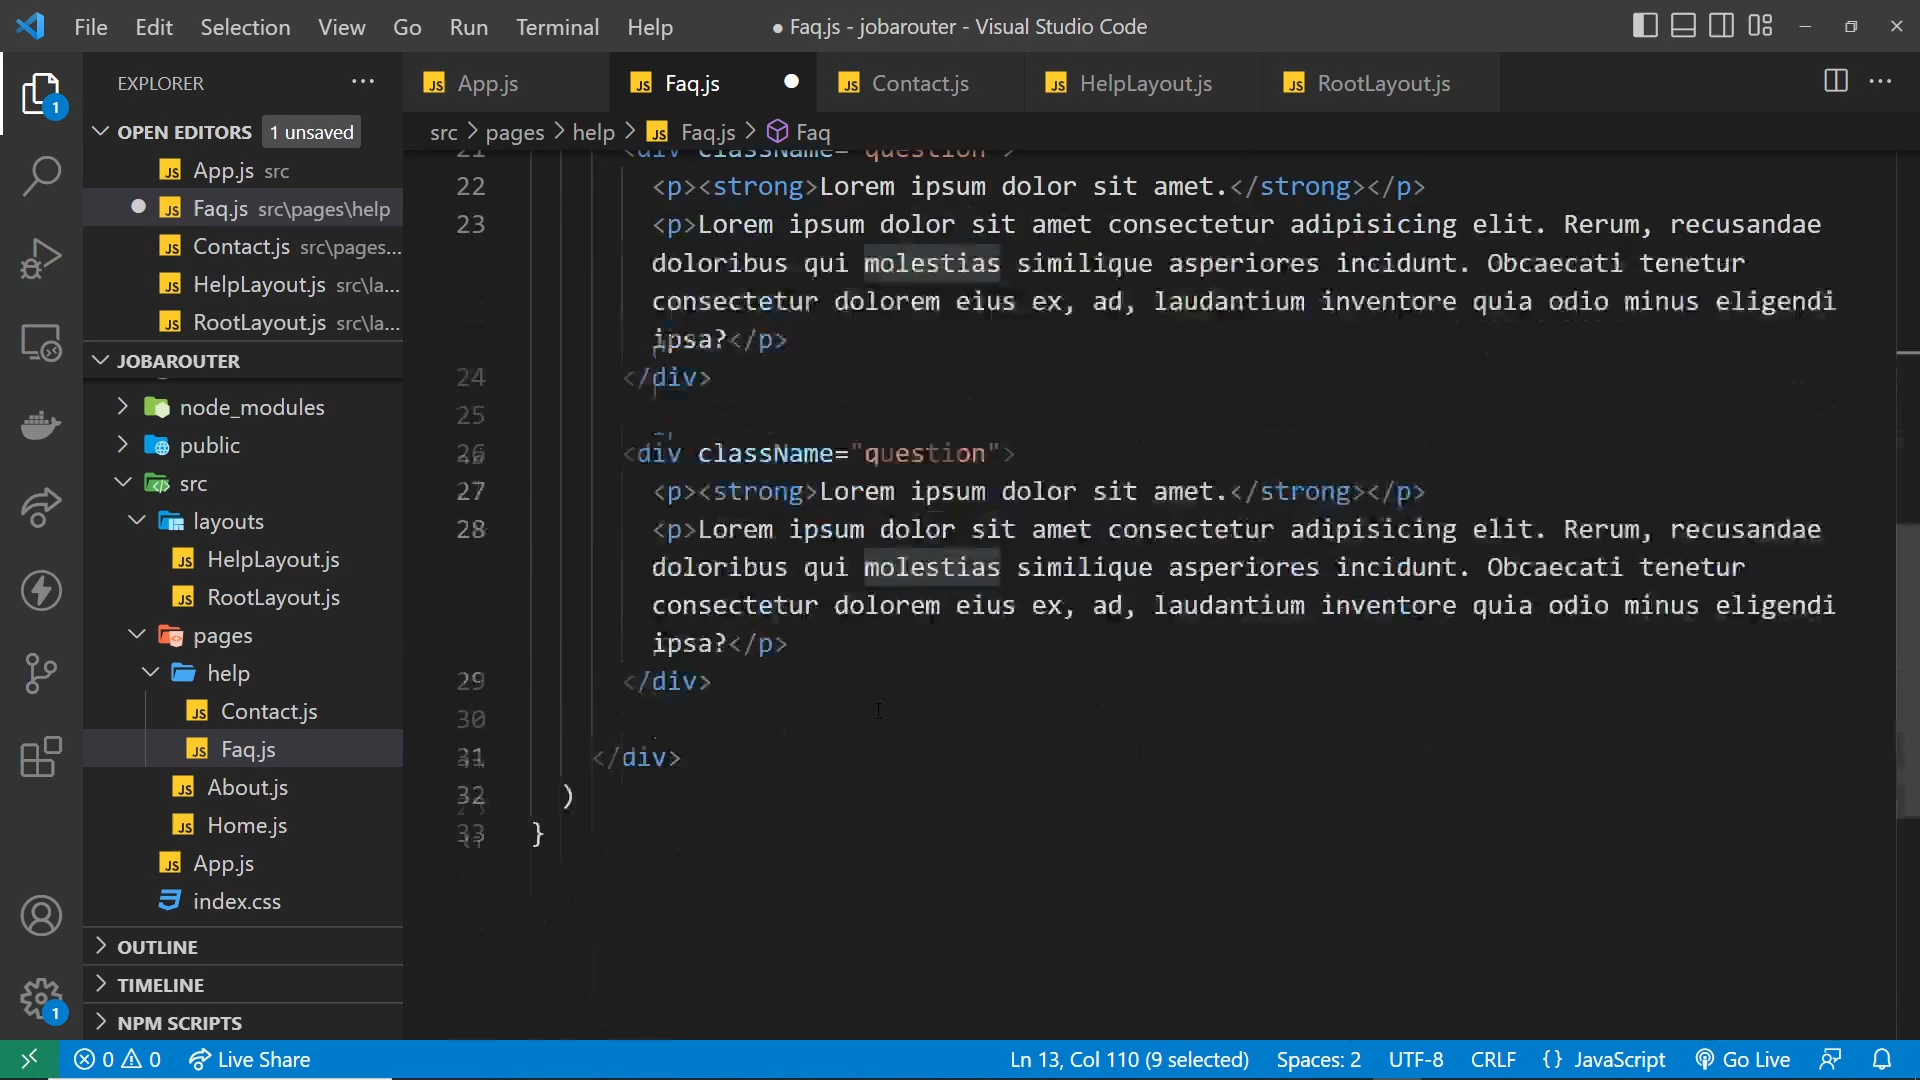 File Edit Selection View Go Run Terminal Help
● Faq.js - jobarouter - Visual Studio Code
EXPLORER
OPEN EDITORS 1 unsaved
JS App.js src
JS Faq.js src\pages\help
JS Contact.js src\pages...
JS HelpLayout.js src\la...
JS RootLayout.js src\la...
JOBAROUTER
node_modules
public
src
layouts
JS HelpLayout.js
JS RootLayout.js
pages
help
JS Contact.js
JS Faq.js
JS About.js
JS Home.js
JS App.js
index.css
OUTLINE
TIMELINE
NPM SCRIPTS
1
1
JS App.js
JS Faq.js
JS Contact.js
JS HelpLayout.js
JS RootLayout.js
src > pages > help > JS Faq.js > Faq
21 <div className="question">
22 <p><strong>Lorem ipsum dolor sit amet.</strong></p>
23 <p>Lorem ipsum dolor sit amet consectetur adipisicing elit. Rerum, recusandae
doloribus qui molestias similique asperiores incidunt. Obcaecati tenetur
consectetur dolorem eius ex, ad, laudantium inventore quia odio minus eligendi
ipsa?</p>
24 </div>
25
26 <div className="question">
27 <p><strong>Lorem ipsum dolor sit amet.</strong></p>
28 <p>Lorem ipsum dolor sit amet consectetur adipisicing elit. Rerum, recusandae
doloribus qui molestias similique asperiores incidunt. Obcaecati tenetur
consectetur dolorem eius ex, ad, laudantium inventore quia odio minus eligendi
ipsa?</p>
29 </div>
30
31 </div>
32 )
33 }
0 0 Live Share
Ln 13, Col 110 (9 selected) Spaces: 2 UTF-8 CRLF {} JavaScript Go Live